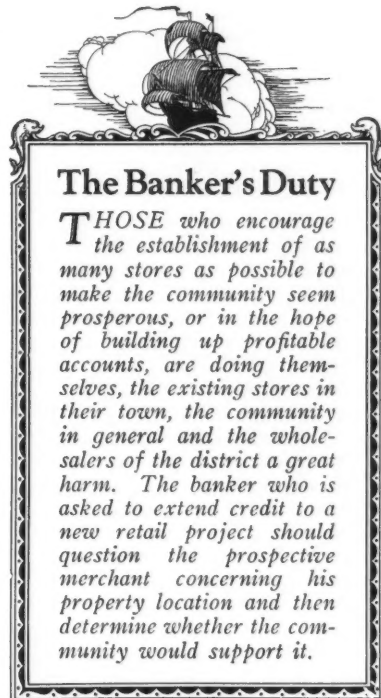 The Banker's Duty
THOSE who encourage
the establishment of as
many stores as possible to
make the community seem
prosperous, or in the hope
of building up profitable
accounts, are doing them-
selves, the existing stores in
their town, the community
in general and the whole-
salers of the district a great
harm. The banker who is
asked to extend credit to a
new retail project should
question the prospective
merchant concerning his
property location and then
determine whether the com-
munity would support it.